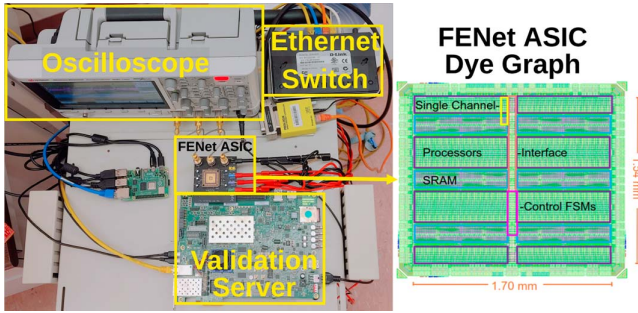 Oscilloscope
Ethernet
Switch
FENet ASIC
Validation
Server
FENet ASIC
Dye Graph
Single Channel-
Processors
-Interface
SRAM
-Control FSMs
1.70 mm